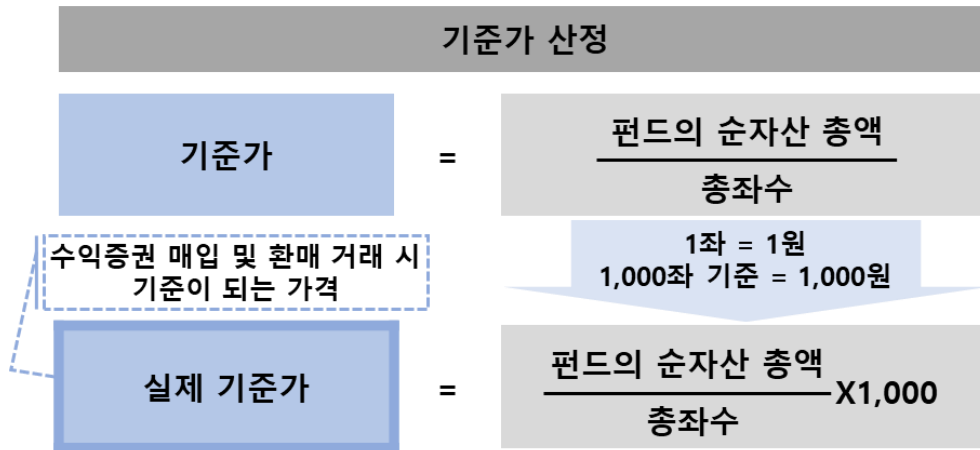 기준가 산정
기준가
=
펀드의 순자산 총액
총좌수
수익증권 매입 및 환매 거래 시
기준이 되는 가격
1좌 = 1원
1,000좌 기준 = 1,000원
실제 기준가
=
펀드의 순자산 총액
총좌수
X1,000